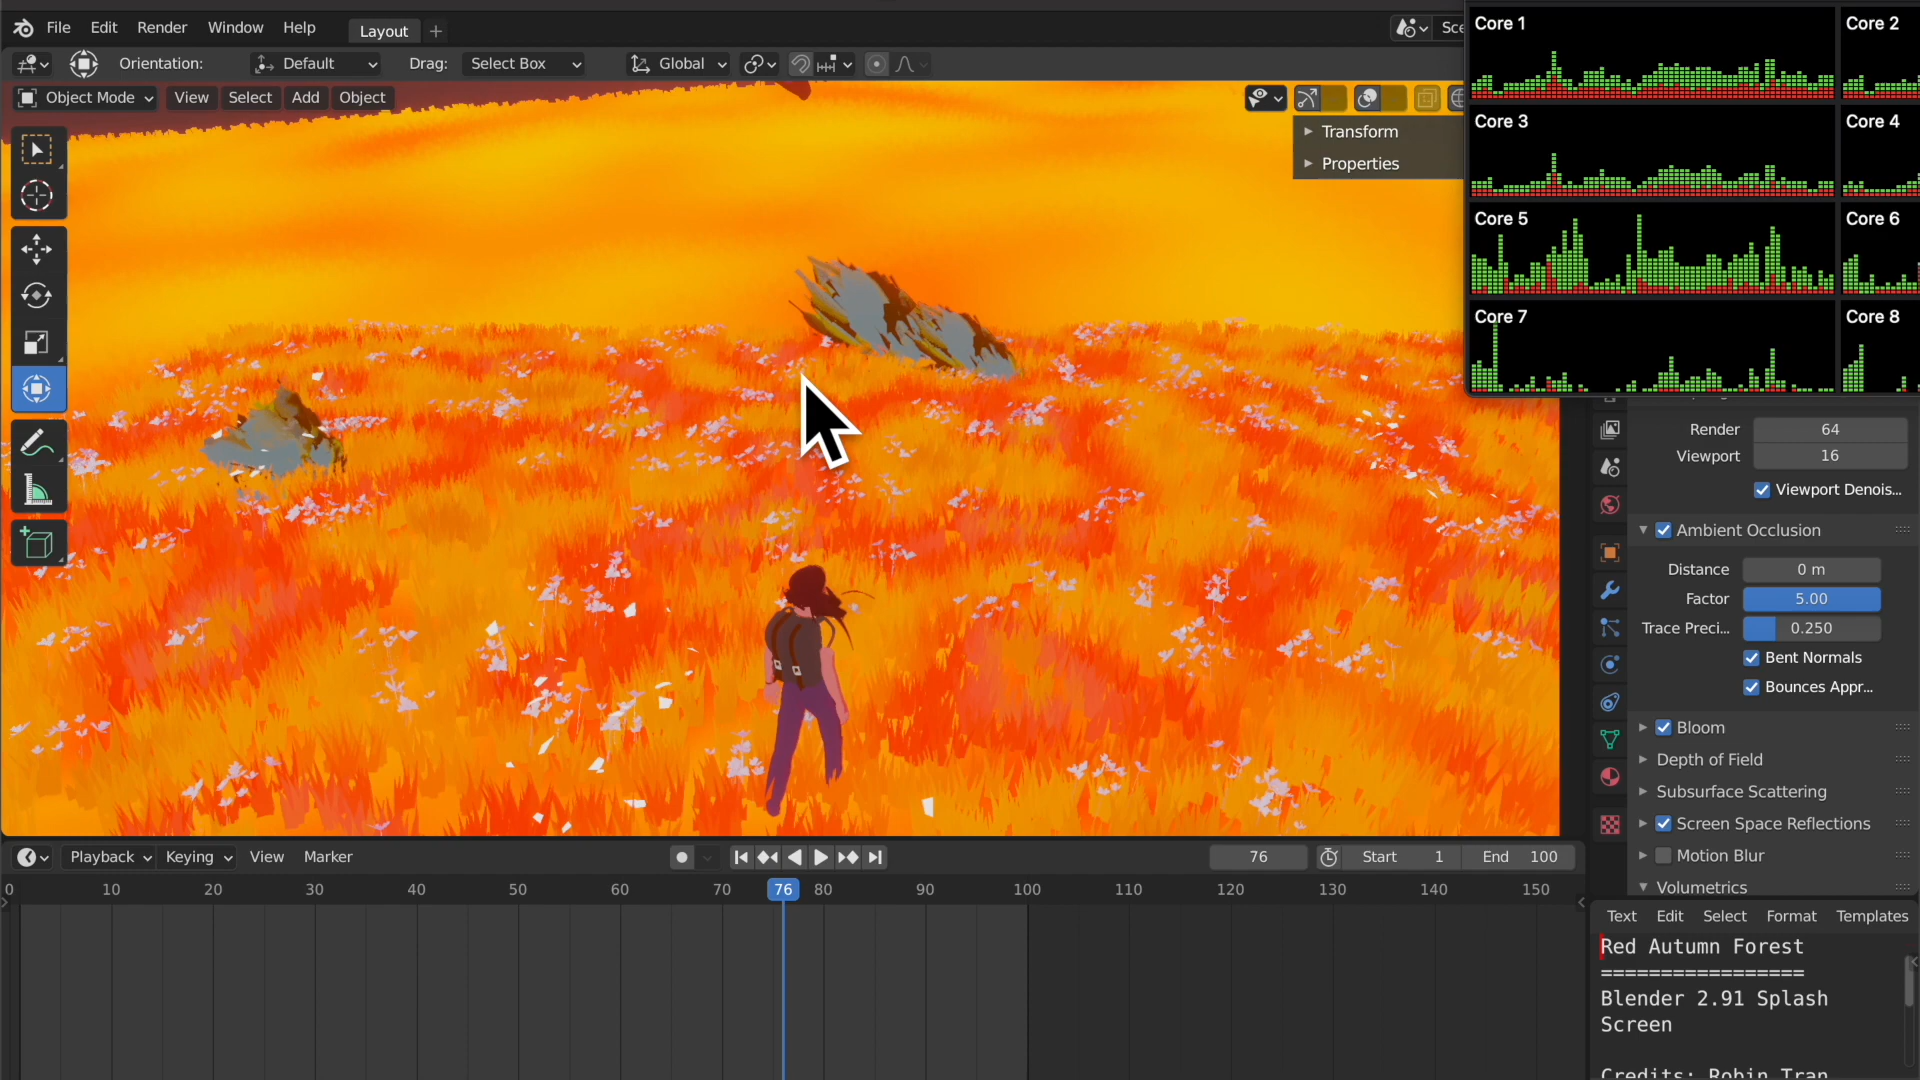 File Edit Render Window Help Layout + Sce
Orientation: Default Drag: Select Box Global
Object Mode View Select Add Object
Transform
Properties
Core 1 Core 2
Core 3 Core 4
Core 5 Core 6
Core 7 Core 8
Render 64
Viewport 16
Viewport Denois...
Ambient Occlusion
Distance 0 m
Factor 5.00
Trace Preci... 0.250
Bent Normals
Bounces Appr...
Bloom
Depth of Field
Subsurface Scattering
Screen Space Reflections
Motion Blur
Volumetrics
Playback Keying View Marker 76 Start 1 End 100
0 10 20 30 40 50 60 70 76 80 90 100 110 120 130 140 150
Text Edit Select Format Templates
Red Autumn Forest
=================
Blender 2.91 Splash
Screen
Credits: Robin Tran